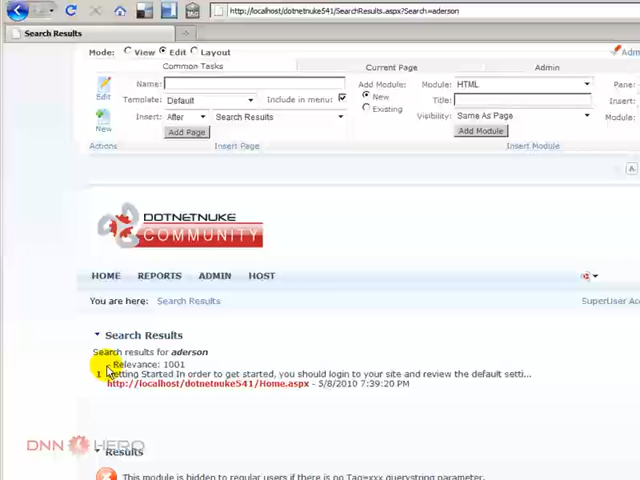 http://localhost/dotnetnuke541/SearchResults.aspx?Search=aderson
Search Results
Mode: View Edit Layout Admin
Common Tasks Current Page Admin
Edit Name: Add Module: Module: HTML Pane:
Template: Default Include in menu: New Title: Insert:
New Insert: After Search Results Existing Visibility: Same As Page Module:
Add Page Add Module
Actions Insert Page Insert Module
A
DOTNETNUKE
COMMUNITY
HOME REPORTS ADMIN HOST
You are here: Search Results SuperUser Ac
Search Results
Search results for aderson
Relevance: 1001
1 Getting Started In order to get started, you should login to your site and review the default setti...
http://localhost/dotnetnuke541/Home.aspx - 5/8/2010 7:39:20 PM
DNN HERO
Results
This module is hidden to regular users if there is no Tag=xxx querystring parameter.